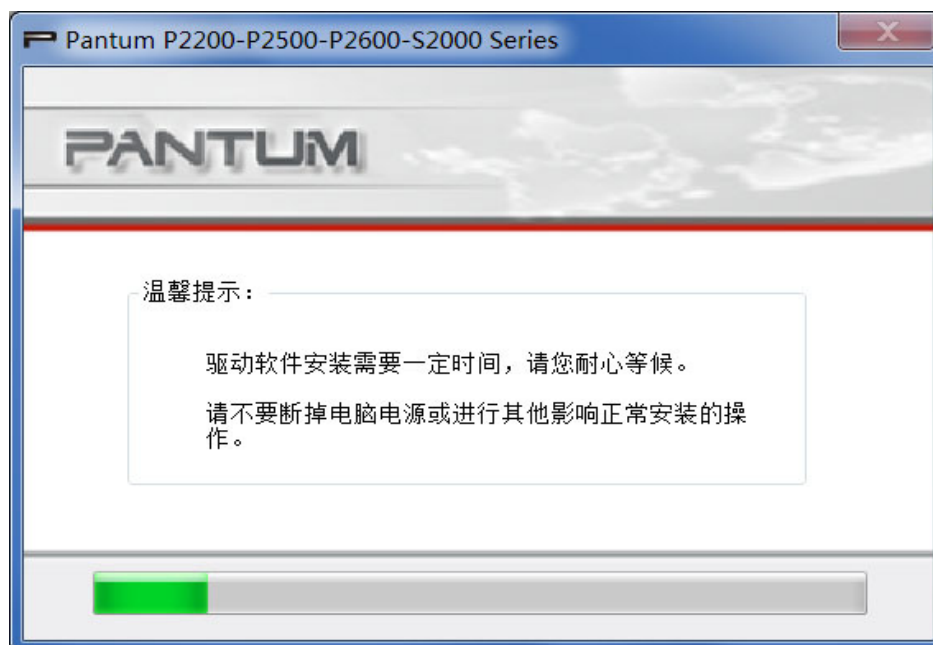 Pantum P2200-P2500-P2600-S2000 Series
PANTUM
温馨提示：
驱动软件安装需要一定时间，请您耐心等候。
请不要断掉电脑电源或进行其他影响正常安装的操
作。